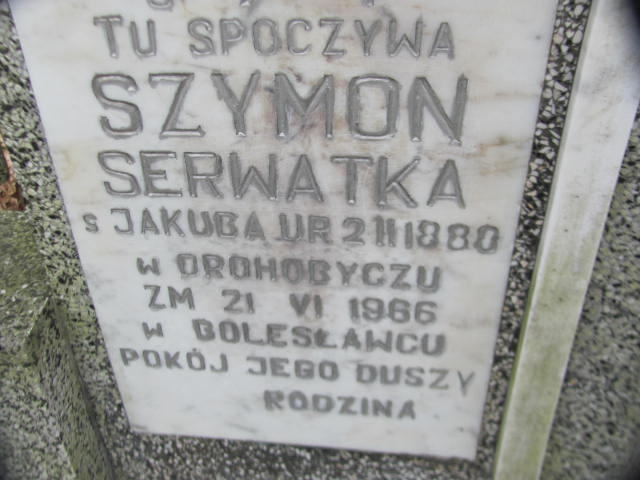 TU SPOCZYWA
SZYMON
SERWATKA
s JAKUBA UR 2 II 1880
w DROHOBYCZU
ZM 21 VI 1966
w BOLESŁAWCU
POKÓJ JEGO DUSZY
RODZINA